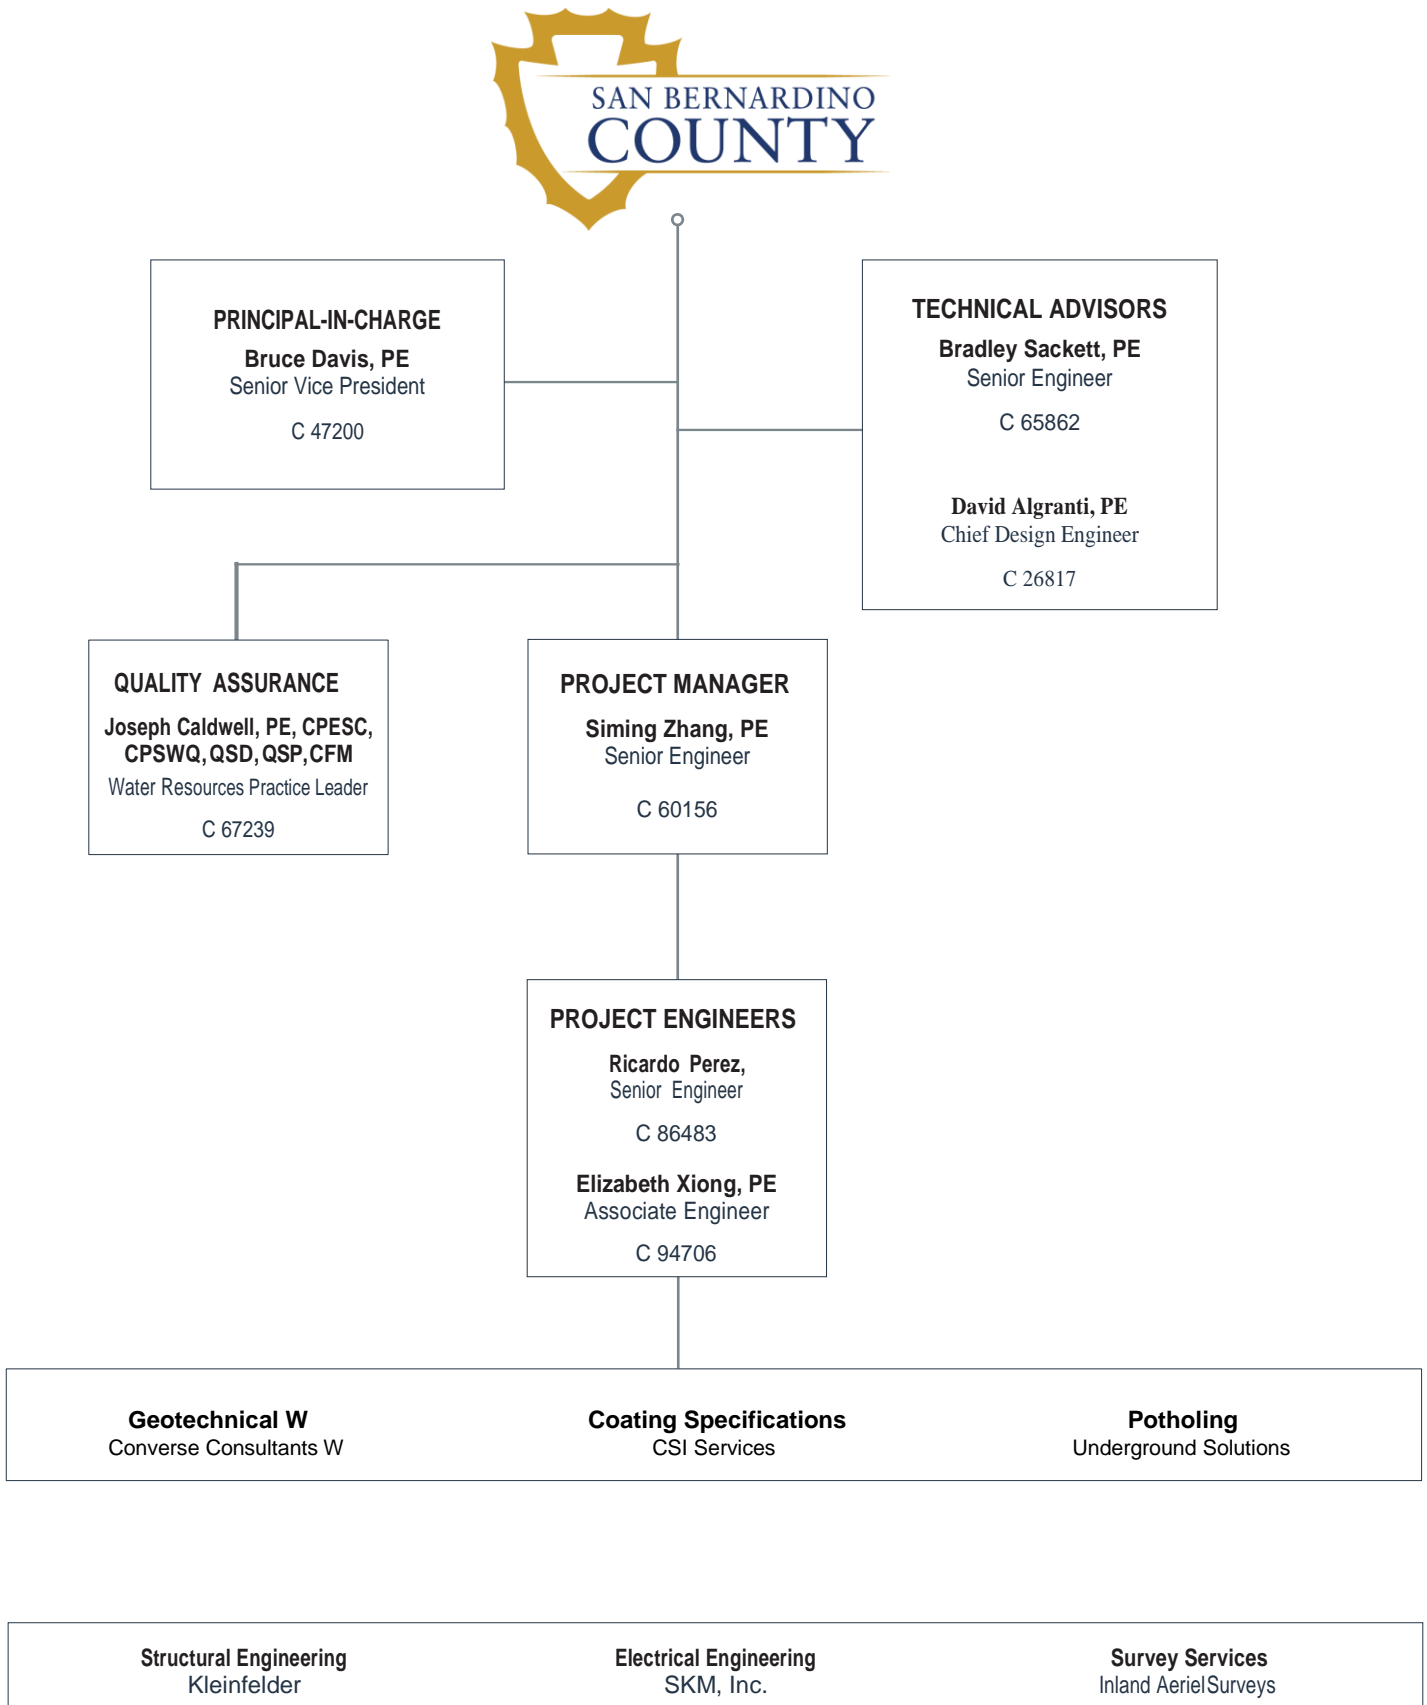 SAN BERNARDINO
COUNTY
PRINCIPAL-IN-CHARGE
Bruce Davis, PE
Senior Vice President
C 47200
TECHNICAL ADVISORS
Bradley Sackett, PE
Senior Engineer
C 65862
David Algranti, PE
Chief Design Engineer
C 26817
QUALITY ASSURANCE
Joseph Caldwell, PE, CPESC,
CPSWQ, QSD, QSP, CFM
Water Resources Practice Leader
C 67239
PROJECT MANAGER
Siming Zhang, PE
Senior Engineer
C 60156
PROJECT ENGINEERS
Ricardo Perez,
Senior Engineer
C 86483
Elizabeth Xiong, PE
Associate Engineer
C 94706
Geotechnical W
Converse Consultants W
Coating Specifications
CSI Services
Potholing
Underground Solutions
Structural Engineering
Kleinfelder
Electrical Engineering
SKM, Inc.
Survey Services
Inland Aeriel Surveys